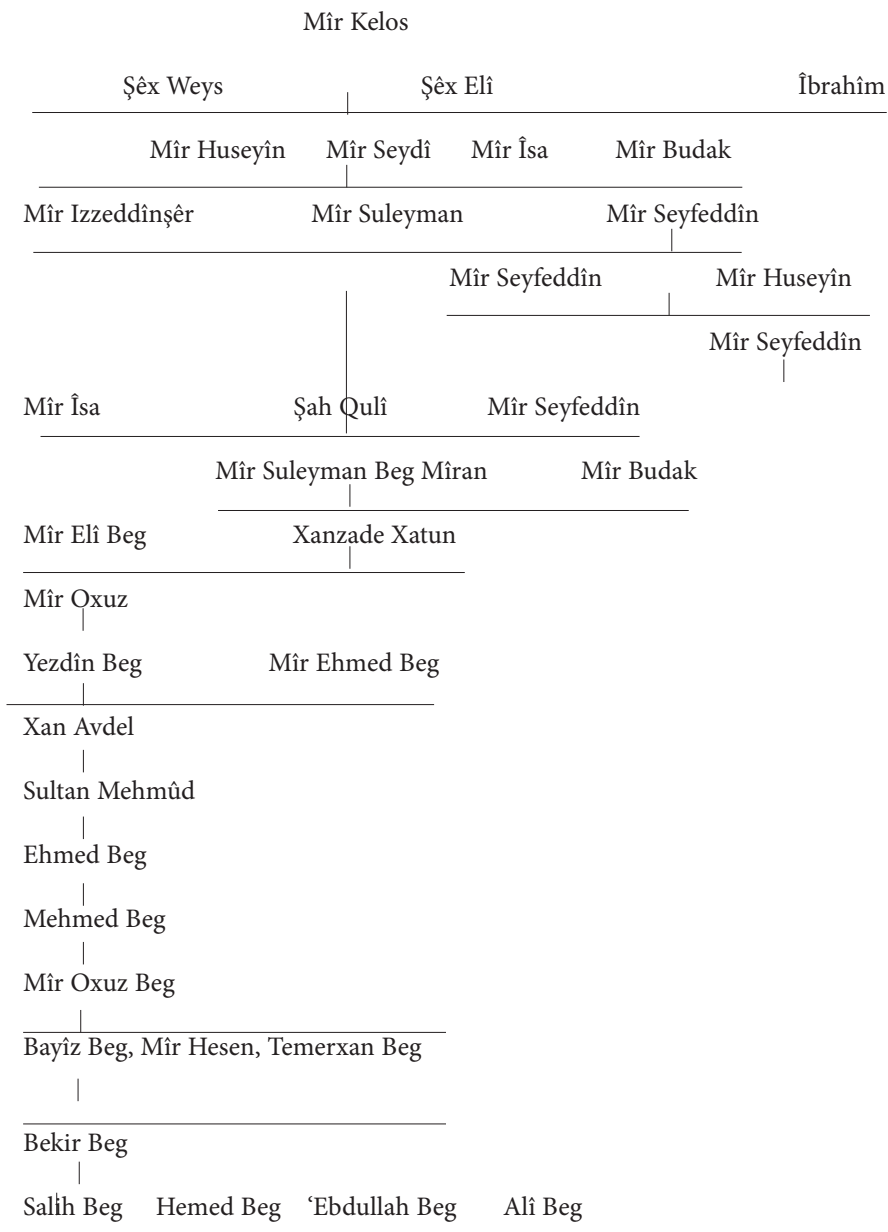 Mîr Kelos
Şêx Weys Şêx Elî Îbrahîm
Mîr Huseyîn Mîr Seydî Mîr Îsa Mîr Budak
Mîr Izzeddînşêr Mîr Suleyman Mîr Seyfeddîn
Mîr Seyfeddîn Mîr Huseyîn
Mîr Seyfeddîn
Mîr Îsa Şah Qulî Mîr Seyfeddîn
Mîr Suleyman Beg Mîran Mîr Budak
Mîr Elî Beg Xanzade Xatun
Mîr Oxuz
Yezdîn Beg Mîr Ehmed Beg
Xan Avdel
Sultan Mehmûd
Ehmed Beg
Mehmed Beg
Mîr Oxuz Beg
Bayîz Beg, Mîr Hesen, Temerxan Beg
Bekir Beg
Salih Beg Hemed Beg ‘Ebdullah Beg Alî Beg